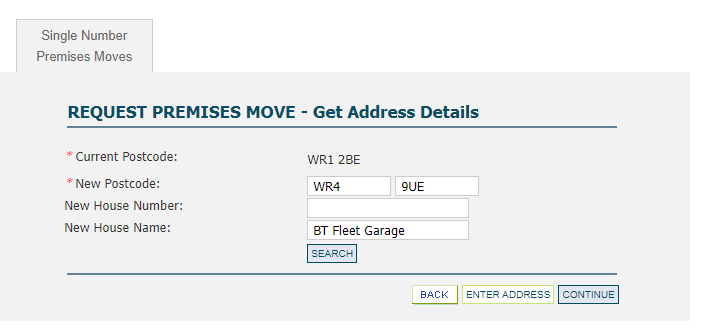 Single Number
Premises Moves
REQUEST PREMISES MOVE - Get Address Details
* Current Postcode: WR1 2BE
* New Postcode: WR4 9UE
New House Number:
New House Name: BT Fleet Garage
SEARCH
BACK ENTER ADDRESS CONTINUE